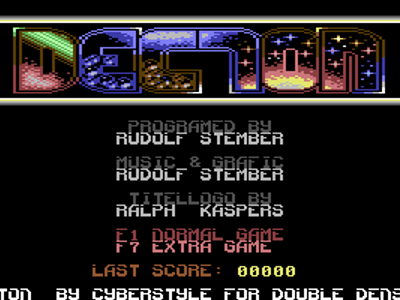 DECTON
PROGRAMED BY
RUDOLF STEMBER
MUSIC & GRAFIC
RUDOLF STEMBER
TITELLOGO BY
RALPH KASPERS
F1 NORMAL GAME
F7 EXTRA GAME
LAST SCORE: 00000
TON BY CYBERSTYLE FOR DOUBLE DENS